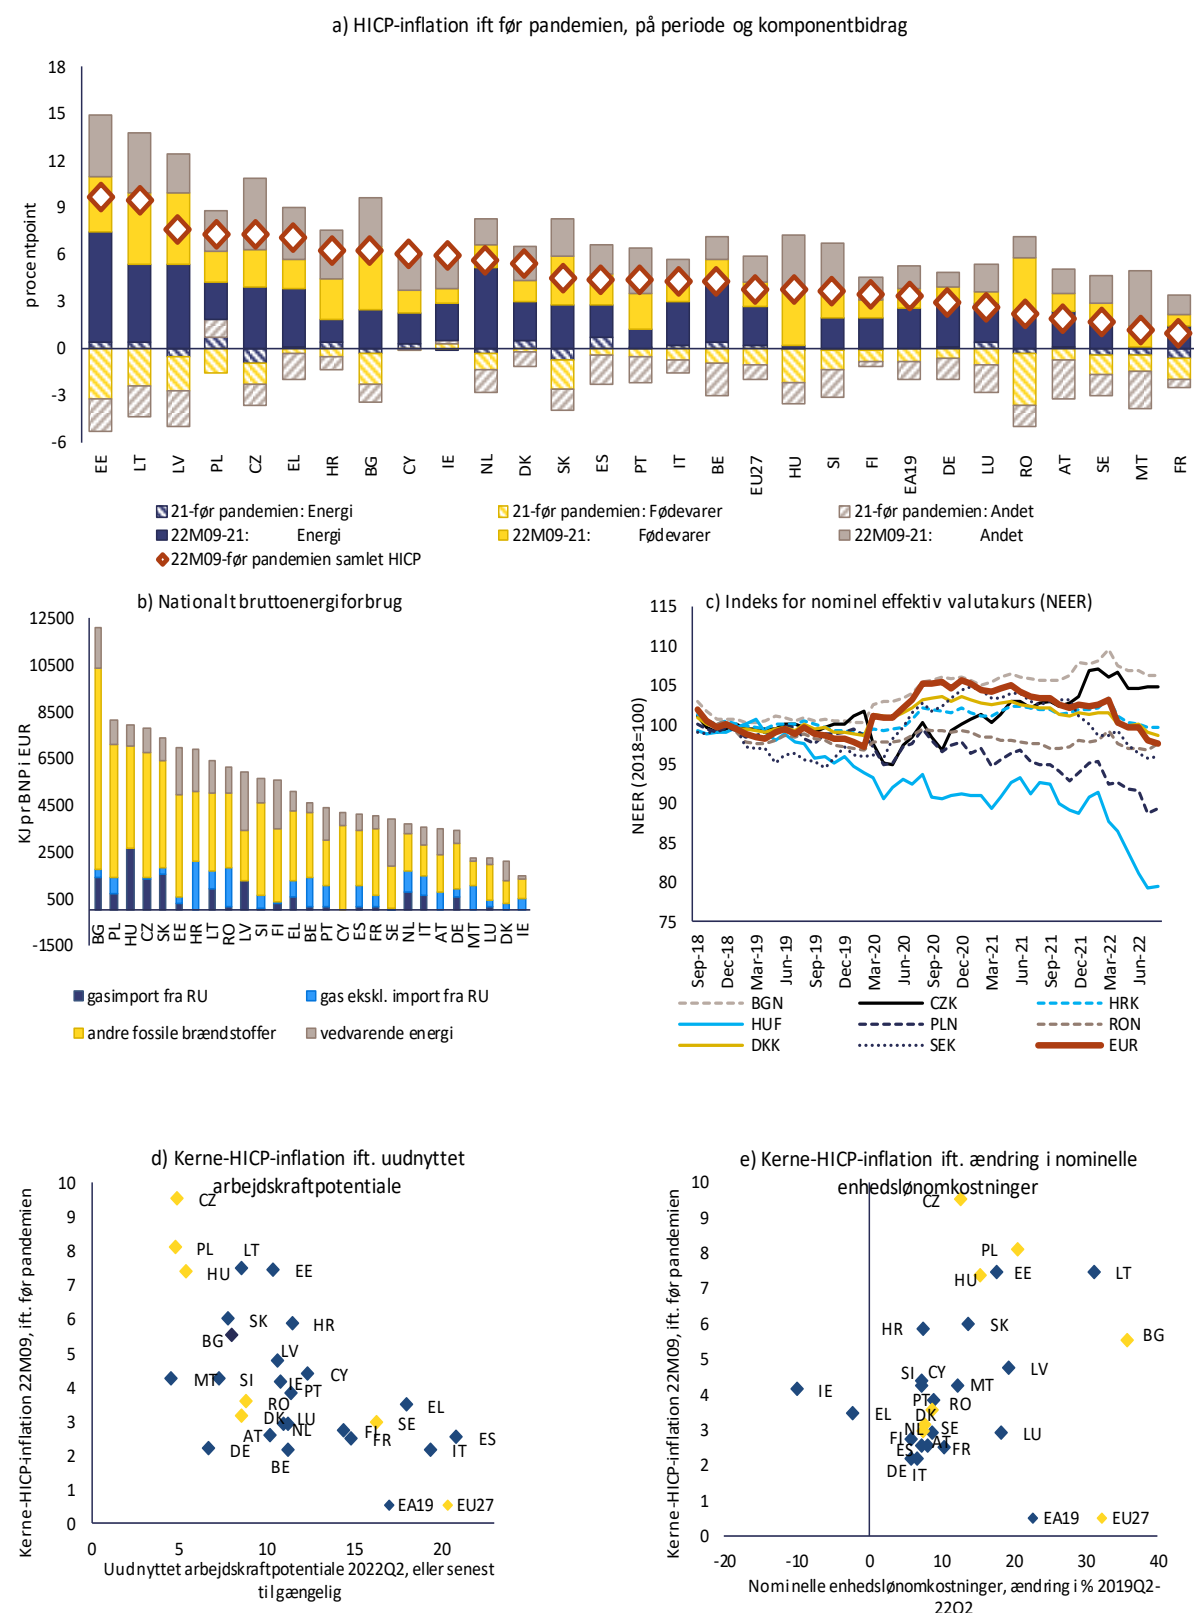 a) HICP-inflation ift før pandemien, på periode og komponentbidrag
procentpoint
18
15
12
9
6
3
0
-3
-6
EE LT LV PL CZ EL HR BG CY IE NL DK SK ES PT IT BE EU27 HU SI FI EA19 DE LU RO AT SE MT FR
21-før pandemien: Energi 21-før pandemien: Fødevarer 21-før pandemien: Andet
22M09-21: Energi 22M09-21: Fødevarer 22M09-21: Andet
22M09-før pandemien samlet HICP
b) Nationalt bruttoenergiforbrug
KJ pr BNP i EUR
12500
10500
8500
6500
4500
2500
500
-1500
BG PL HU CZ SK EE HR LT RO LV SI FI EL BE PT CY ES FR SE NL IT AT DE MT LU DK IE
gasimport fra RU gas ekskl. import fra RU
andre fossile brændstoffer vedvarende energi
c) Indeks for nominel effektiv valutakurs (NEER)
NEER (2018=100)
115
110
105
100
95
90
85
80
75
Sep-18 Dec-18 Mar-19 Jun-19 Sep-19 Dec-19 Mar-20 Jun-20 Sep-20 Dec-20 Mar-21 Jun-21 Sep-21 Dec-21 Mar-22 Jun-22
BGN CZK HRK
HUF PLN RON
DKK SEK EUR
d) Kerne-HICP-inflation ift. uudnyttet
arbejdskraftpotentiale
Kerne-HICP-inflation 22M09, ift. før pandemien
10
9
8
7
6
5
4
3
2
1
0
CZ
PL LT
HU EE
SK HR
BG
LV
MT SI IE CY
PT
RO EL
DK LU SE
AT NL FI FR ES
DE BE IT
EA19 EU27
0 5 10 15 20
Uudnyttet arbejdskraftpotentiale 2022Q2, eller senest
tilgængelig
e) Kerne-HICP-inflation ift. ændring i nominelle
enhedslønomkostninger
Kerne-HICP-inflation 22M09, ift. før pandemien
10
9
8
7
6
5
4
3
2
1
0
CZ
PL
HU EE LT
HR SK BG
SI CY LV
IE MT
PT RO
EL DK
NL SE LU
FI AT
ES FR
DE IT
EA19 EU27
-20 -10 0 10 20 30 40
Nominelle enhedslønomkostninger, ændring i % 2019Q2-
22Q2